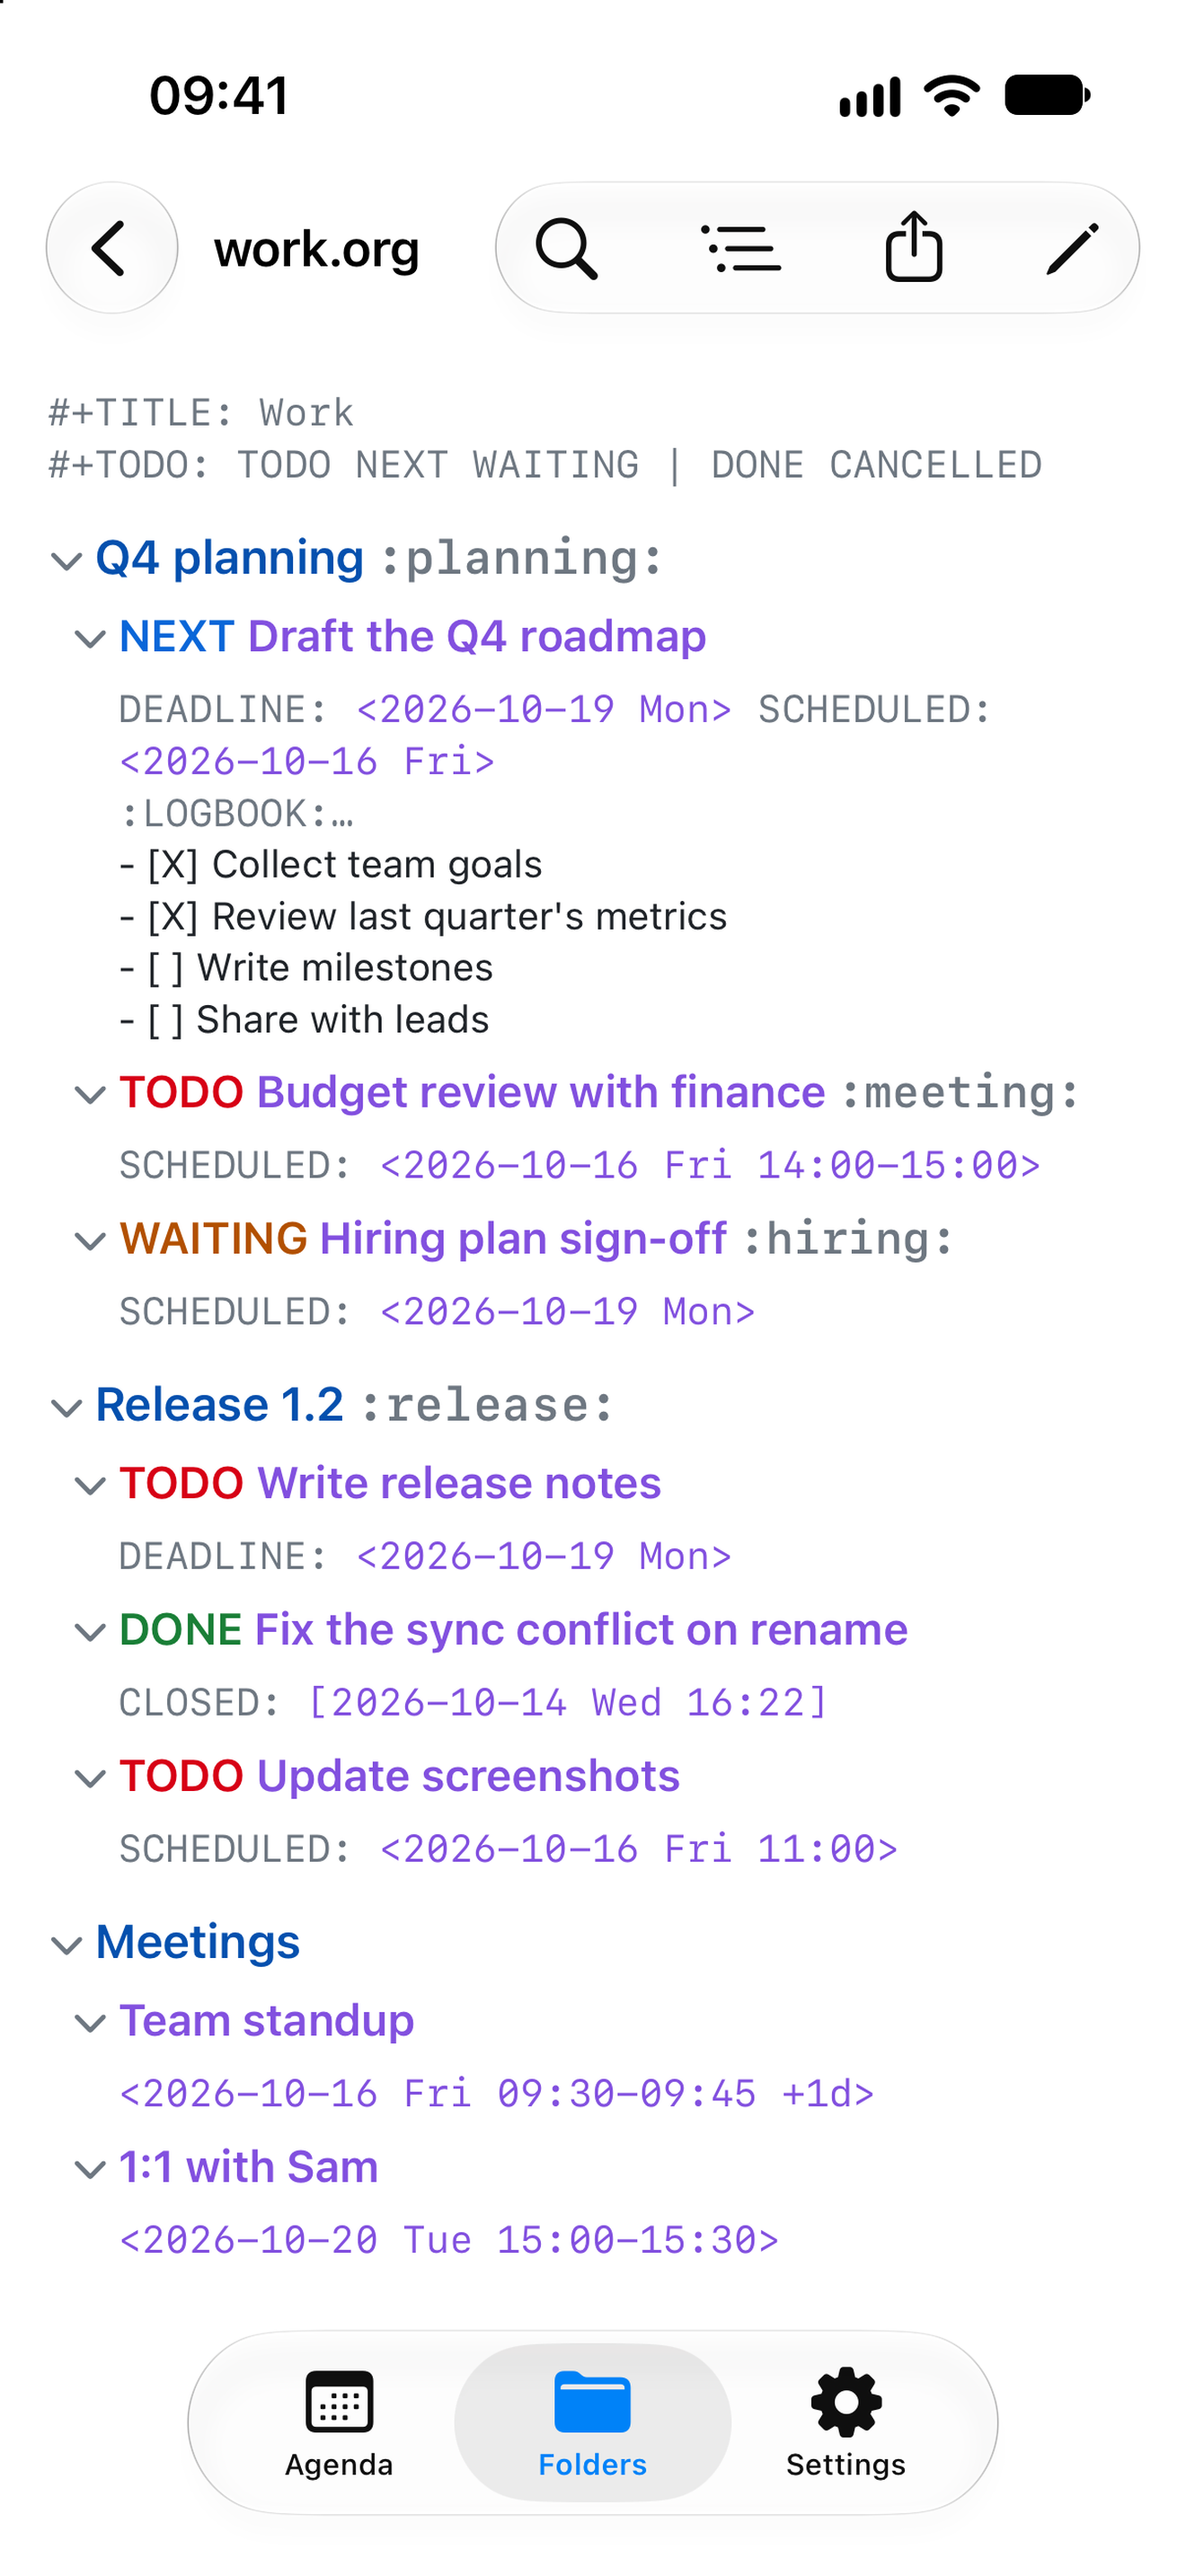 09:41
work.org
#+TITLE: Work
#+TODO: TODO NEXT WAITING | DONE CANCELLED
Q4 planning :planning:
NEXT Draft the Q4 roadmap
DEADLINE: <2026-10-19 Mon> SCHEDULED:
<2026-10-16 Fri>
:LOGBOOK:…
- [X] Collect team goals
- [X] Review last quarter's metrics
- [ ] Write milestones
- [ ] Share with leads
TODO Budget review with finance :meeting:
SCHEDULED: <2026-10-16 Fri 14:00-15:00>
WAITING Hiring plan sign-off :hiring:
SCHEDULED: <2026-10-19 Mon>
Release 1.2 :release:
TODO Write release notes
DEADLINE: <2026-10-19 Mon>
DONE Fix the sync conflict on rename
CLOSED: [2026-10-14 Wed 16:22]
TODO Update screenshots
SCHEDULED: <2026-10-16 Fri 11:00>
Meetings
Team standup
<2026-10-16 Fri 09:30-09:45 +1d>
1:1 with Sam
<2026-10-20 Tue 15:00-15:30>
Agenda Folders Settings